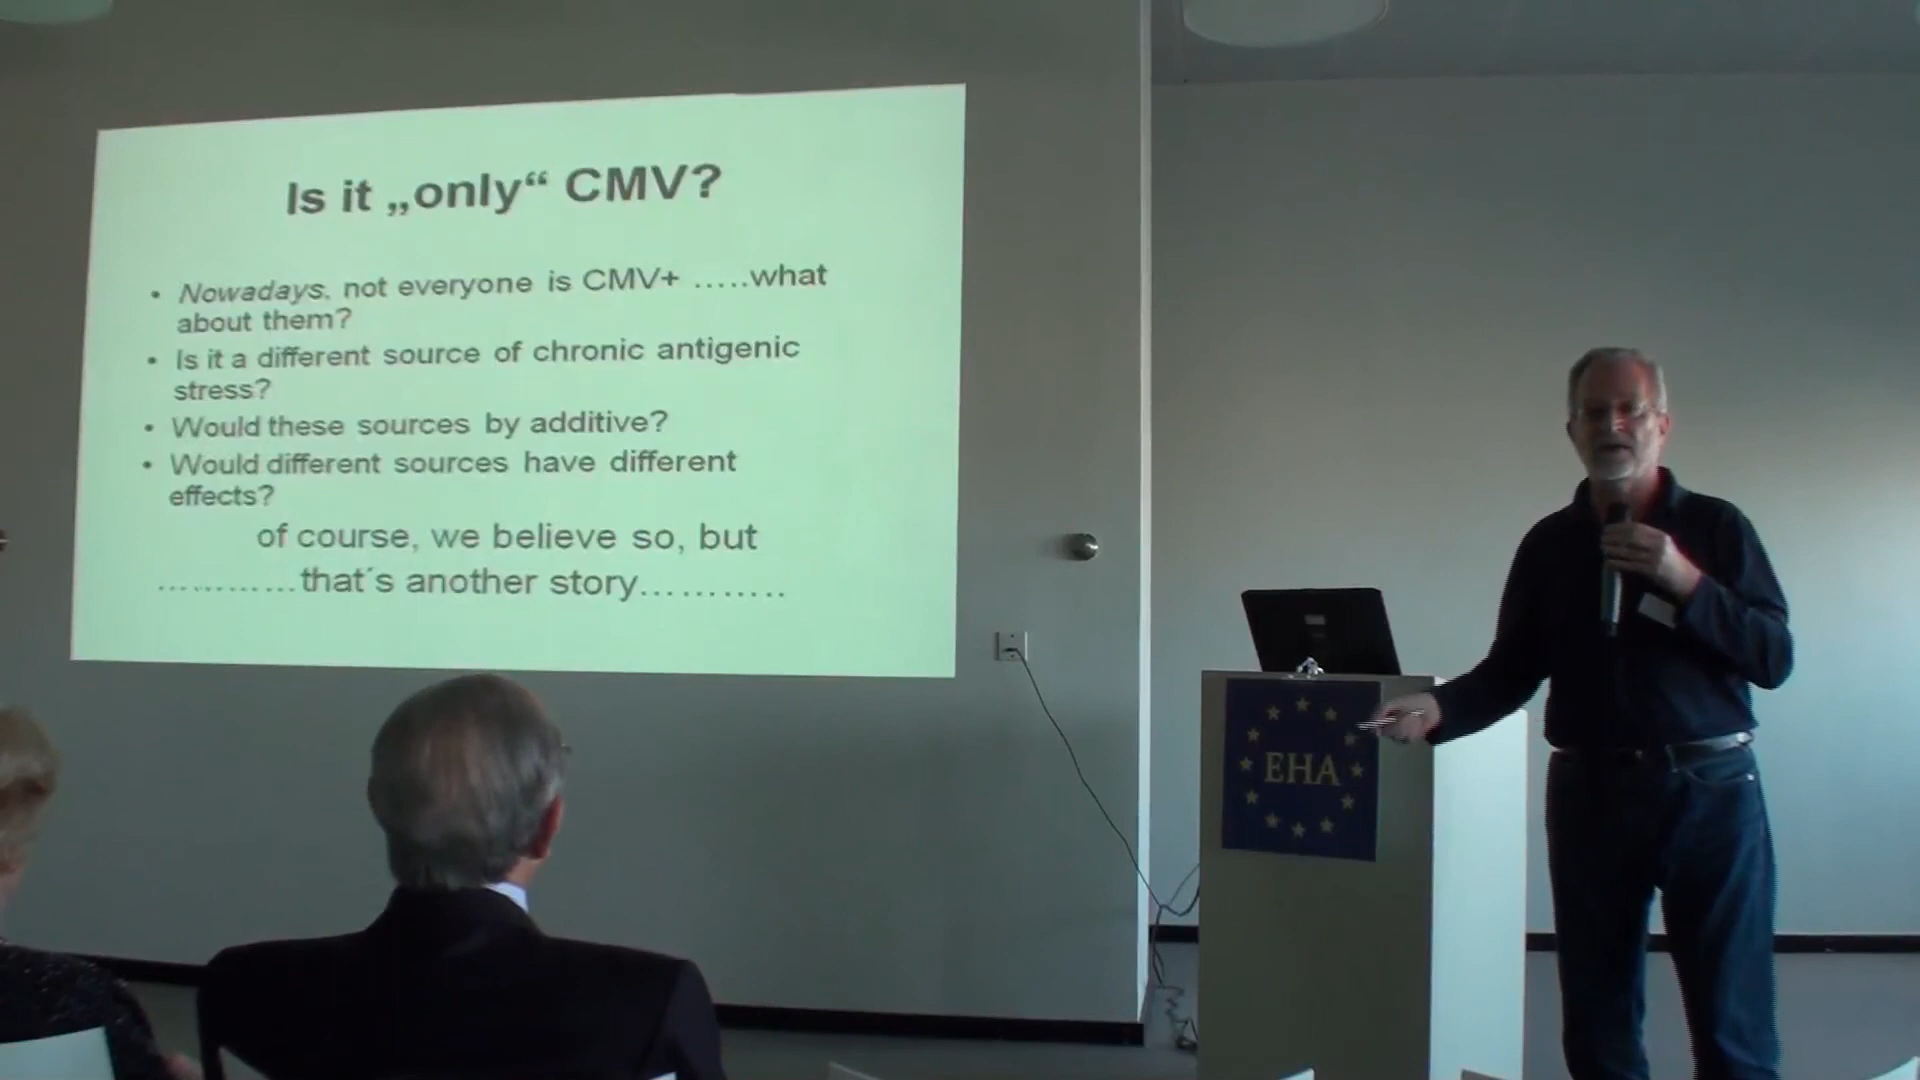 Is it „only“ CMV?
• Nowadays, not everyone is CMV+ .....what
about them?
• Is it a different source of chronic antigenic
stress?
• Would these sources by additive?
• Would different sources have different
effects?
of course, we believe so, but
…………that´s another story…………
EHA